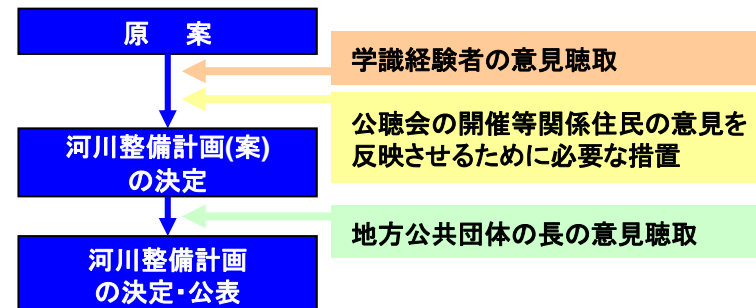 原　案
学識経験者の意見聴取
公聴会の開催等関係住民の意見を
反映させるために必要な措置
河川整備計画(案)
の決定
地方公共団体の長の意見聴取
河川整備計画
の決定・公表